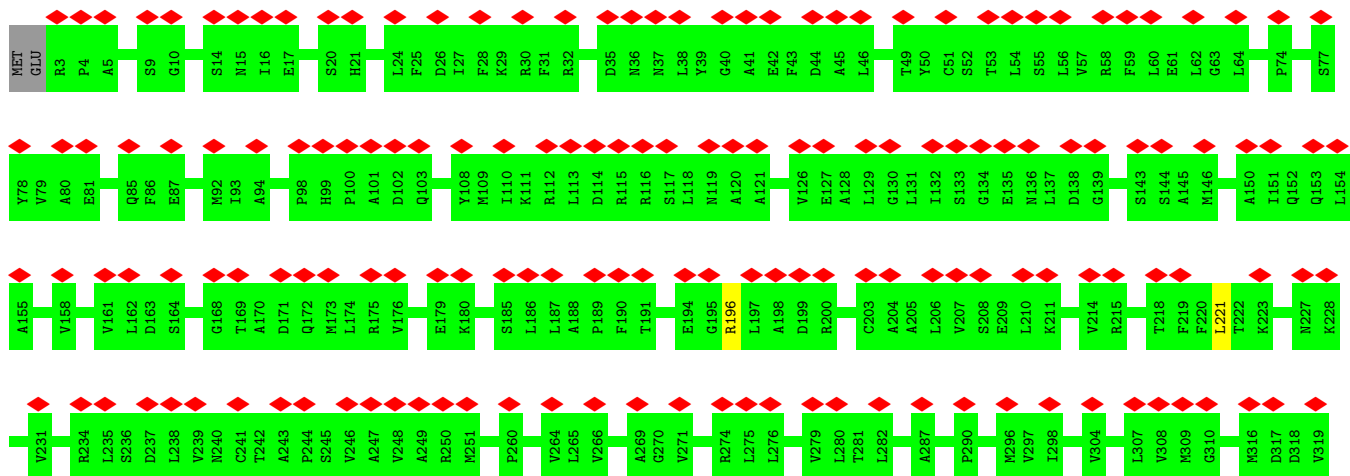 MET GLU R3 P4 A5 S9 G10 S14 N15 I16 E17 S20 H21 L24 F25 D26 I27 F28 K29 R30 F31 R32 D35 N36 N37 L38 Y39 G40 A41 E42 F43 D44 A45 L46 T49 Y50 C51 S52 T53 L54 S55 L56 V57 R58 F59 L60 E61 L62 G63 L64 P74 S77
Y78 V79 A80 E81 Q85 F86 E87 M92 I93 A94 P98 H99 P100 A101 D102 Q103 Y108 M109 I110 K111 R112 L113 D114 R115 R116 S117 L118 N119 A120 A121 V126 E127 A128 L129 G130 L131 I132 S133 G134 E135 N136 L137 D138 G139 S143 S144 A145 M146 A150 I151 Q152 Q153 L154
A155 V158 V161 L162 D163 S164 G168 T169 A170 D171 Q172 M173 L174 R175 V176 E179 K180 S185 L186 L187 A188 P189 F190 T191 E194 G195 R196 L197 A198 D199 R200 C203 A204 A205 L206 V207 S208 E209 L210 K211 V214 R215 T218 F219 F220 L221 T222 K223 N227 K228
V231 R234 L235 S236 D237 L238 V239 N240 C241 T242 A243 P244 S245 V246 A247 V248 A249 R250 M251 P260 V264 L265 V266 A269 G270 V271 R274 L275 L276 V279 L280 T281 L282 A287 P290 M296 V297 I298 V304 L307 V308 M309 G310 M316 D317 D318 Y319